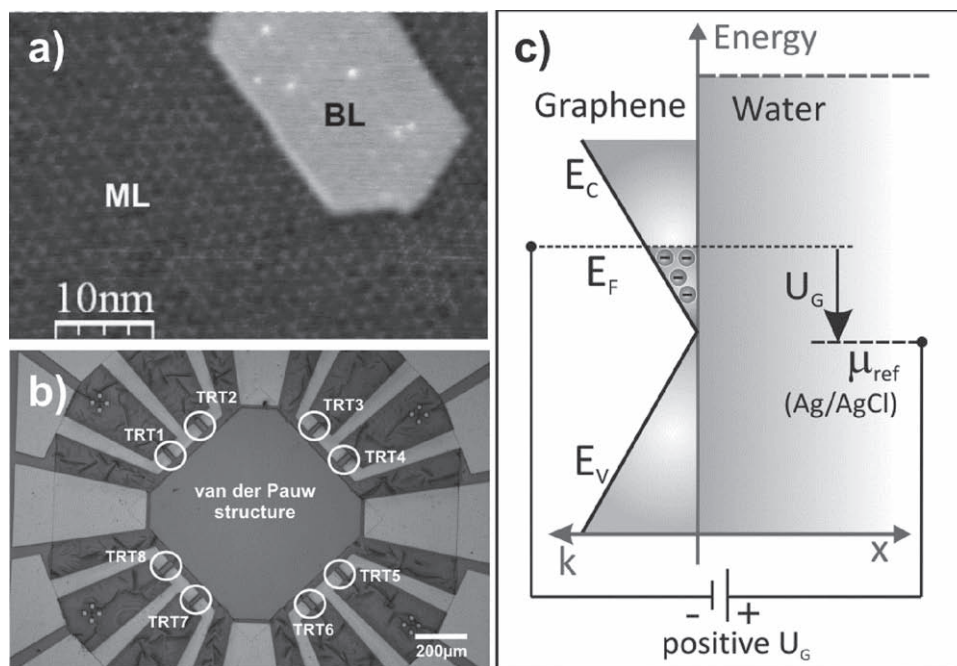 a)
BL
ML
10nm
b)
TRT2
TRT3
TRT1
TRT4
van der Pauw
structure
TRT8
TRT5
TRT7
TRT6
200µm
c)
Energy
Graphene
Water
E_C
E_F
U_G
μ_ref
(Ag/AgCl)
E_V
k
x
- +
positive U_G